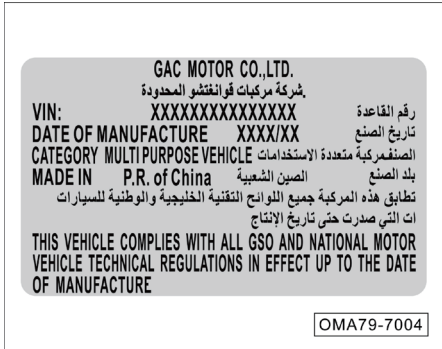 GAC MOTOR CO.,LTD.
شركة مركبات قوانغتشو المحدودة.
VIN: XXXXXXXXXXXXXXX رقم القاعدة
DATE OF MANUFACTURE XXXX/XX تاريخ الصنع
CATEGORY MULTI PURPOSE VEHICLE الصنف:مركبة متعددة الاستخدامات
MADE IN P.R. of China الصين الشعبية بلد الصنع
تطابق هذه المركبة جميع اللوائح التقنية الخليجية والوطنية للسيارات
ات التي صدرت حتى تاريخ الإنتاج
THIS VEHICLE COMPLIES WITH ALL GSO AND NATIONAL MOTOR
VEHICLE TECHNICAL REGULATIONS IN EFFECT UP TO THE DATE
OF MANUFACTURE
OMA79-7004